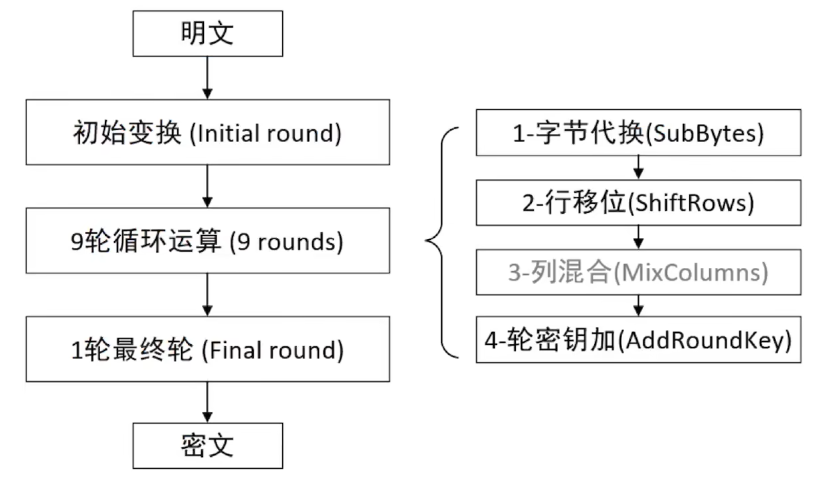 明文
初始变换 (Initial round)
9轮循环运算 (9 rounds)
1轮最终轮 (Final round)
密文
1-字节代换(SubBytes)
2-行移位(ShiftRows)
3-列混合(MixColumns)
4-轮密钥加(AddRoundKey)